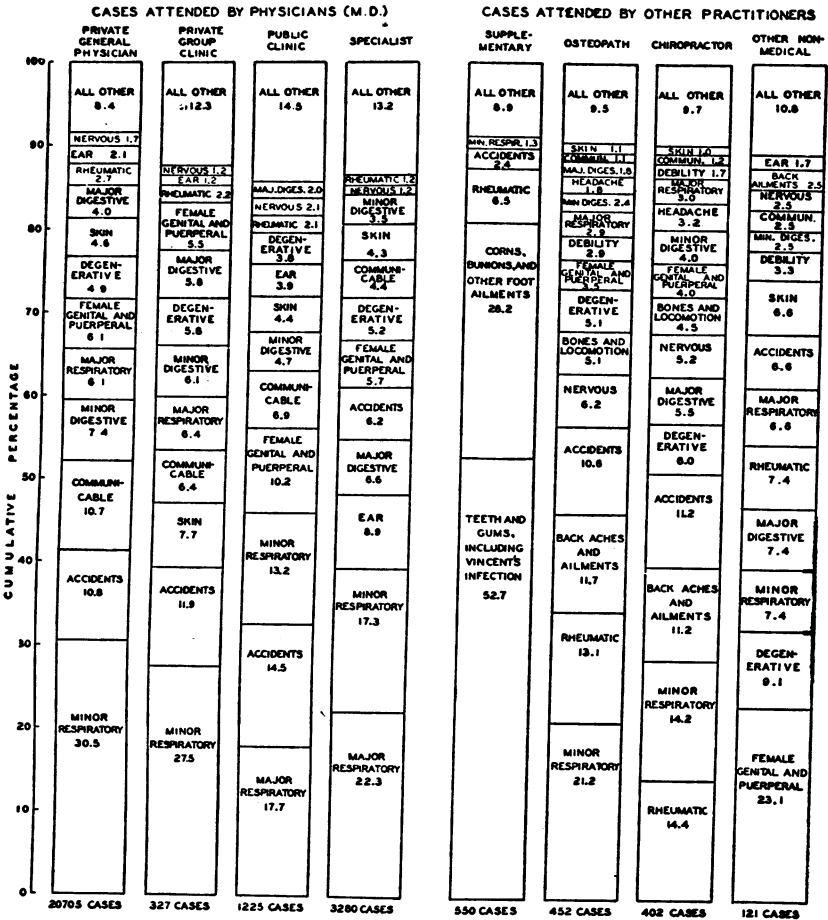 CASES ATTENDED BY PHYSICIANS (M.D.)
CASES ATTENDED BY OTHER PRACTITIONERS
PRIVATE
GENERAL
PHYSICIAN
PRIVATE
GROUP
CLINIC
PUBLIC
CLINIC
SPECIALIST
SUPPLE-
MENTARY
OSTEOPATH
CHIROPRACTOR
OTHER NON-
MEDICAL
CUMULATIVE PERCENTAGE
100
90
80
70
60
50
40
30
20
10
0
ALL OTHER
8.4
NERVOUS 1.7
EAR 2.1
RHEUMATIC
2.7
MAJOR
DIGESTIVE
4.0
SKIN
4.6
DEGEN-
ERATIVE
4 9
FEMALE
GENITAL AND
PUERPERAL
6 1
MAJOR
RESPIRATORY
6 1
MINOR
DIGESTIVE
7 4
COMMUNI-
CABLE
10.7
ACCIDENTS
10.8
MINOR
RESPIRATORY
30.5
20705 CASES
ALL OTHER
12.3
NERVOUS 1.2
EAR 1.2
RHEUMATIC 2.2
FEMALE
GENITAL AND
PUERPERAL
5.5
MAJOR
DIGESTIVE
5.8
DEGEN-
ERATIVE
5.8
MINOR
DIGESTIVE
6.1
MAJOR
RESPIRATORY
6.4
COMMUNI-
CABLE
6.4
SKIN
7.7
ACCIDENTS
11.9
MINOR
RESPIRATORY
27.5
327 CASES
ALL OTHER
14.5
MAJ. DIGES. 2.0
NERVOUS 2.1
RHEUMATIC 2.1
DEGEN-
ERATIVE
3.8
EAR
3.9
SKIN
4.4
MINOR
DIGESTIVE
4.7
COMMUNI-
CABLE
6.9
FEMALE
GENITAL AND
PUERPERAL
10.2
MINOR
RESPIRATORY
13.2
ACCIDENTS
14.5
MAJOR
RESPIRATORY
17.7
1225 CASES
ALL OTHER
13.2
RHEUMATIC 1.2
NERVOUS 1.2
MINOR
DIGESTIVE
3.5
SKIN
4.3
COMMUNI-
CABLE
4.4
DEGEN-
ERATIVE
5.2
FEMALE
GENITAL AND
PUERPERAL
5.7
ACCIDENTS
6.2
MAJOR
DIGESTIVE
6.6
EAR
8.9
MINOR
RESPIRATORY
17.3
MAJOR
RESPIRATORY
22.3
3280 CASES
ALL OTHER
8.9
MIN. RESPIR. 1.3
ACCIDENTS
2.4
RHEUMATIC
6.5
CORNS,
BUNIONS, AND
OTHER FOOT
AILMENTS
28.2
TEETH AND
GUMS,
INCLUDING
VINCENT'S
INFECTION
52.7
550 CASES
ALL OTHER
9.5
SKIN 1.1
COMMUN. 1.1
MAJ. DIGES. 1.8
HEADACHE
1.8
MIN DIGES. 2.4
MAJOR
RESPIRATORY
2.9
DEBILITY
2.9
FEMALE
GENITAL AND
PUERPERAL
3.5
DEGEN-
ERATIVE
5.1
BONES AND
LOCOMOTION
5.1
NERVOUS
6.2
ACCIDENTS
10.6
BACK ACHES
AND
AILMENTS
11.7
RHEUMATIC
13.1
MINOR
RESPIRATORY
21.2
452 CASES
ALL OTHER
9.7
SKIN 1.0
COMMUN. 1.2
DEBILITY 1.7
MAJOR
RESPIRATORY
3.0
HEADACHE
3.2
MINOR
DIGESTIVE
4.0
FEMALE
GENITAL AND
PUERPERAL
4.0
BONES AND
LOCOMOTION
4.5
NERVOUS
5.2
MAJOR
DIGESTIVE
5.5
DEGEN-
ERATIVE
6.0
ACCIDENTS
11.2
BACK ACHES
AND
AILMENTS
11.2
MINOR
RESPIRATORY
14.2
RHEUMATIC
14.4
402 CASES
ALL OTHER
10.8
EAR 1.7
BACK
AILMENTS 2.5
NERVOUS
2.5
COMMUN.
2.5
MIN. DIGES.
2.5
DEBILITY
3.3
SKIN
6.6
ACCIDENTS
6.6
MAJOR
RESPIRATORY
6.6
RHEUMATIC
7.4
MAJOR
DIGESTIVE
7.4
MINOR
RESPIRATORY
7.4
DEGEN-
ERATIVE
9.1
FEMALE
GENITAL AND
PUERPERAL
23.1
121 CASES